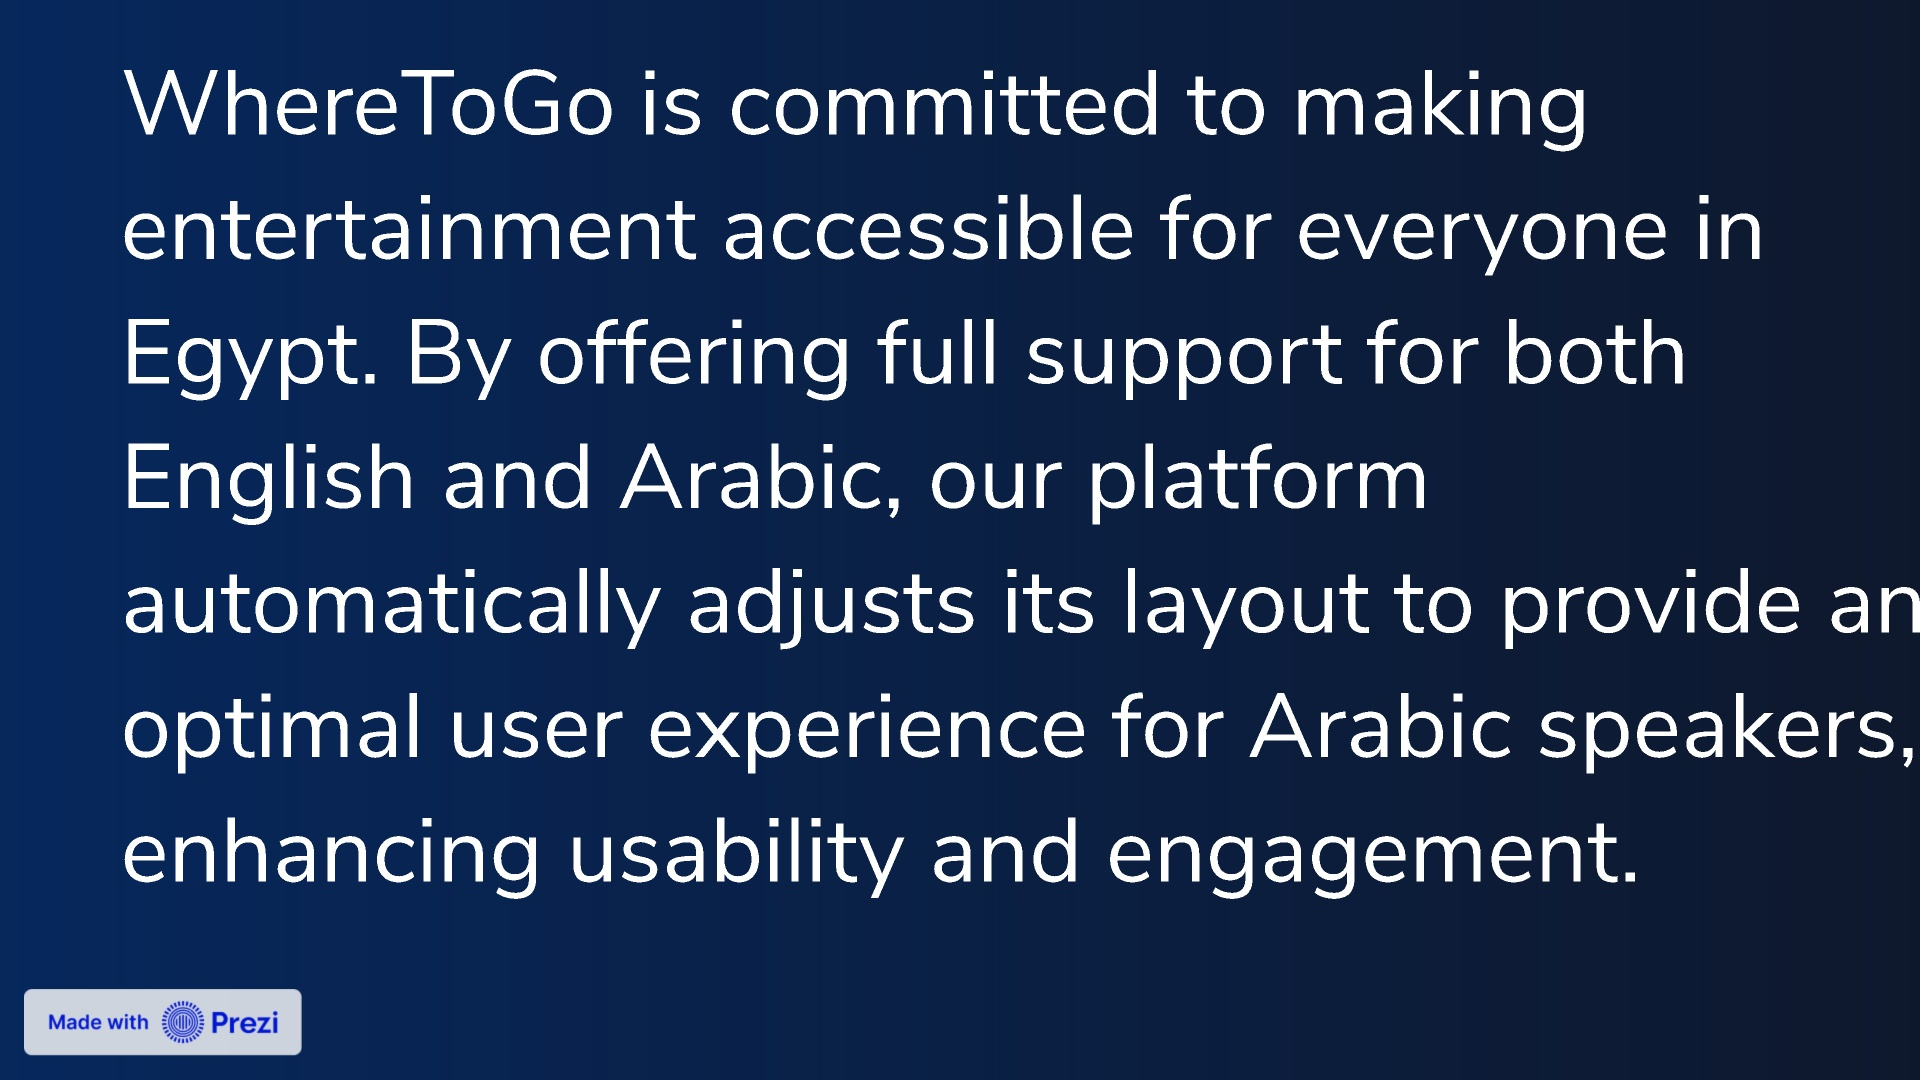 WhereToGo is committed to making
entertainment accessible for everyone in
Egypt. By offering full support for both
English and Arabic, our platform
automatically adjusts its layout to provide an
optimal user experience for Arabic speakers,
enhancing usability and engagement.
Made with Prezi